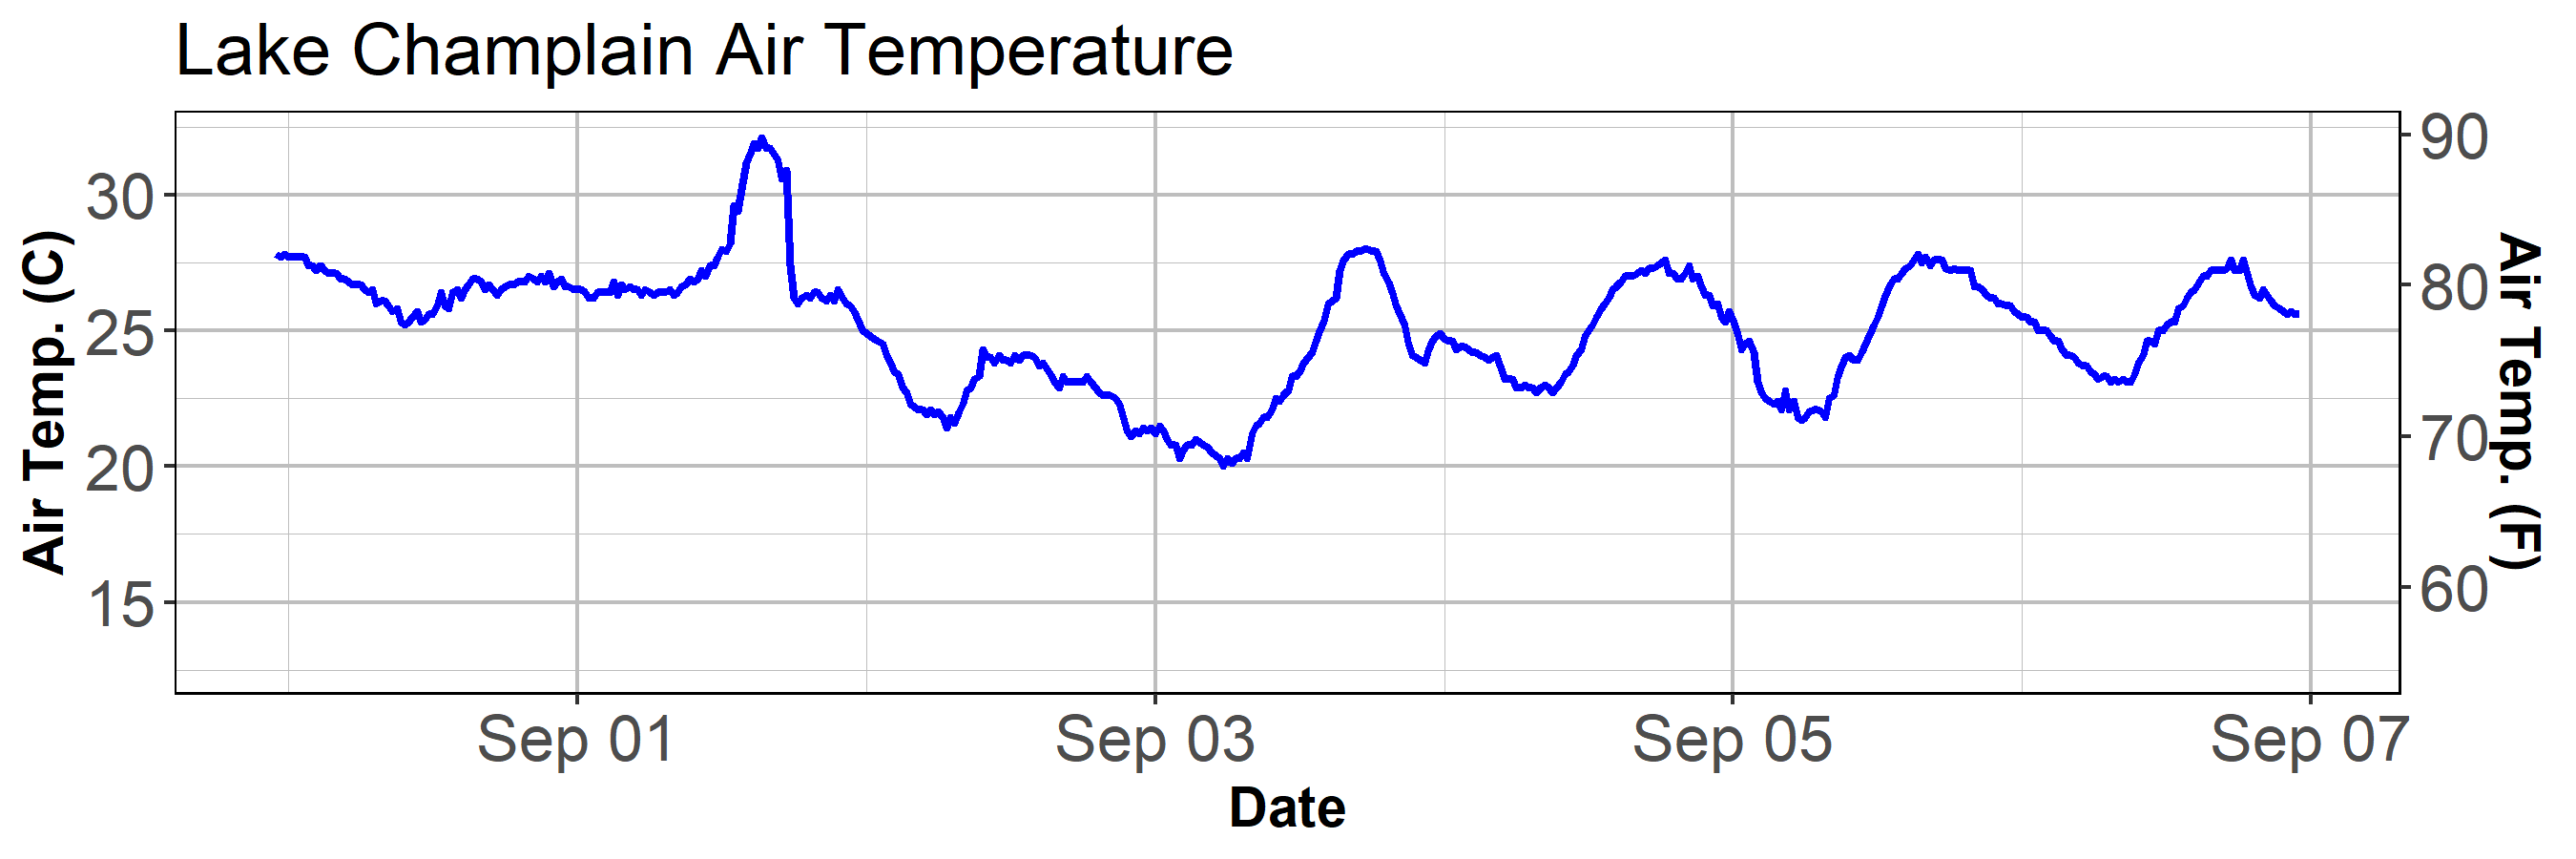 Lake Champlain Air Temperature
Air Temp. (C)
30
25
20
15
90
80
70
60
Air Temp. (F)
Sep 01
Sep 03
Sep 05
Sep 07
Date